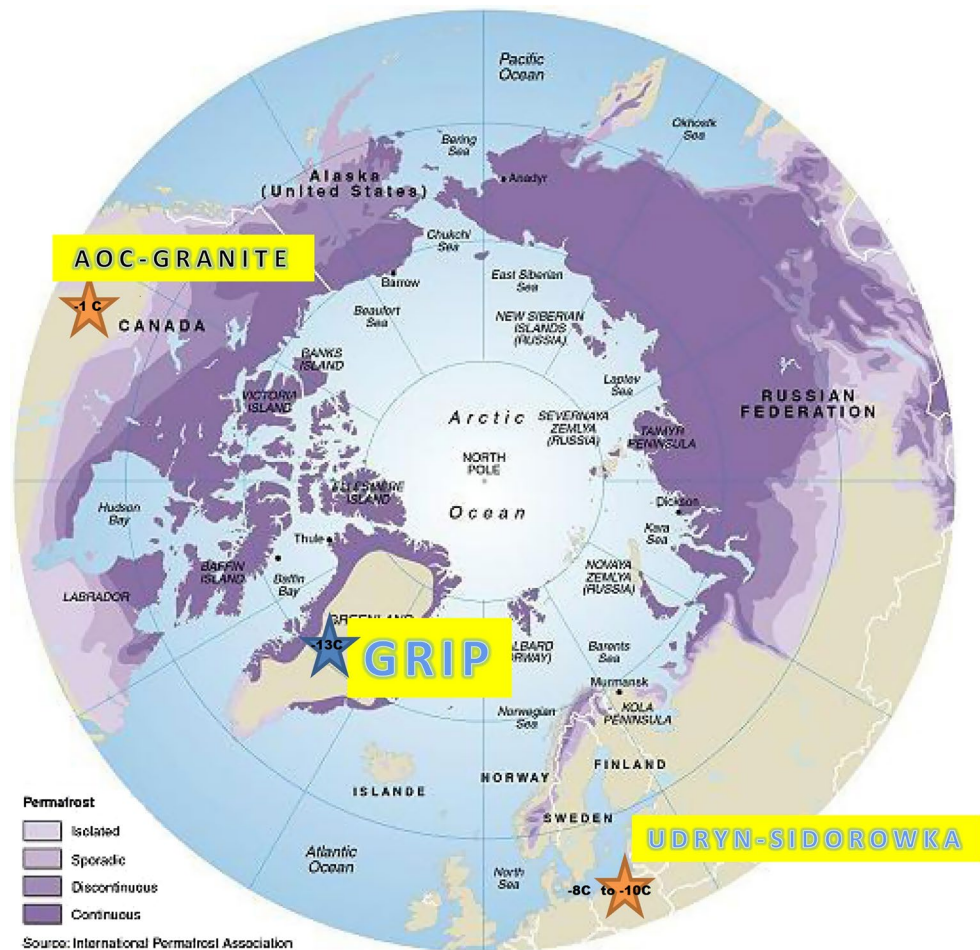 Pacific
Ocean
Okhostk
Sea
Bering
Sea
Alaska
(United States)
Anadyr
Chukchi
Sea
AOC-GRANITE
-1 C
CANADA
Barrow
Beaufort
Sea
East Siberian
Sea
NEW SIBERIAN
ISLANDS
(RUSSIA)
BANKS
ISLAND
VICTORIA
ISLAND
Laptev
Sea
RUSSIAN
FEDERATION
Arctic
SEVERNAYA
ZEMLYA
(RUSSIA)
TAIMYR
PENINSULA
NORTH
POLE
ELLESMERE
ISLAND
Ocean
Dickson
Kara
Sea
Hudson
Bay
Thule
BAFFIN
ISLAND
Baffin
Bay
NOVAYA
ZEMLYA
(RUSSIA)
LABRADOR
GREENLAND
-13C
GRIP
ALBARD
RWAY)
Barents
Sea
Murmansk
KOLA
PENINSULA
Norwegian
Sea
NORWAY
FINLAND
ISLANDE
SWEDEN
UDRYN-SIDOROWKA
Atlantic
Ocean
North
Sea
-8C to -10C
Permafrost
Isolated
Sporadic
Discontinuous
Continuous
Source: International Permafrost Association